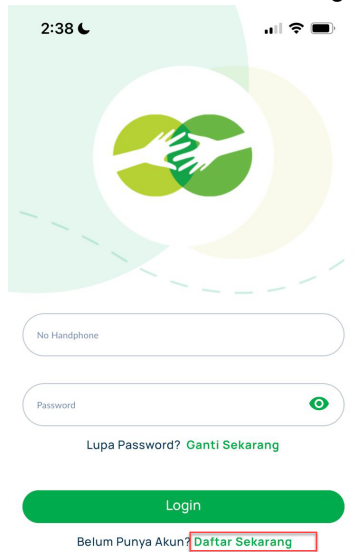 2:38
No Handphone
Password
Lupa Password? Ganti Sekarang
Login
Belum Punya Akun? Daftar Sekarang